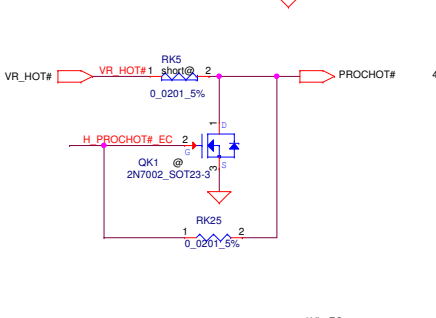 RK5
VR_HOT# VR_HOT# 1 short@ 2 PROCHOT# 4
0_0201_5%
1 D
H_PROCHOT#_EC 2
G
QK1 @ 3 S
2N7002_SOT23-3
RK25
1 2
0_0201_5%